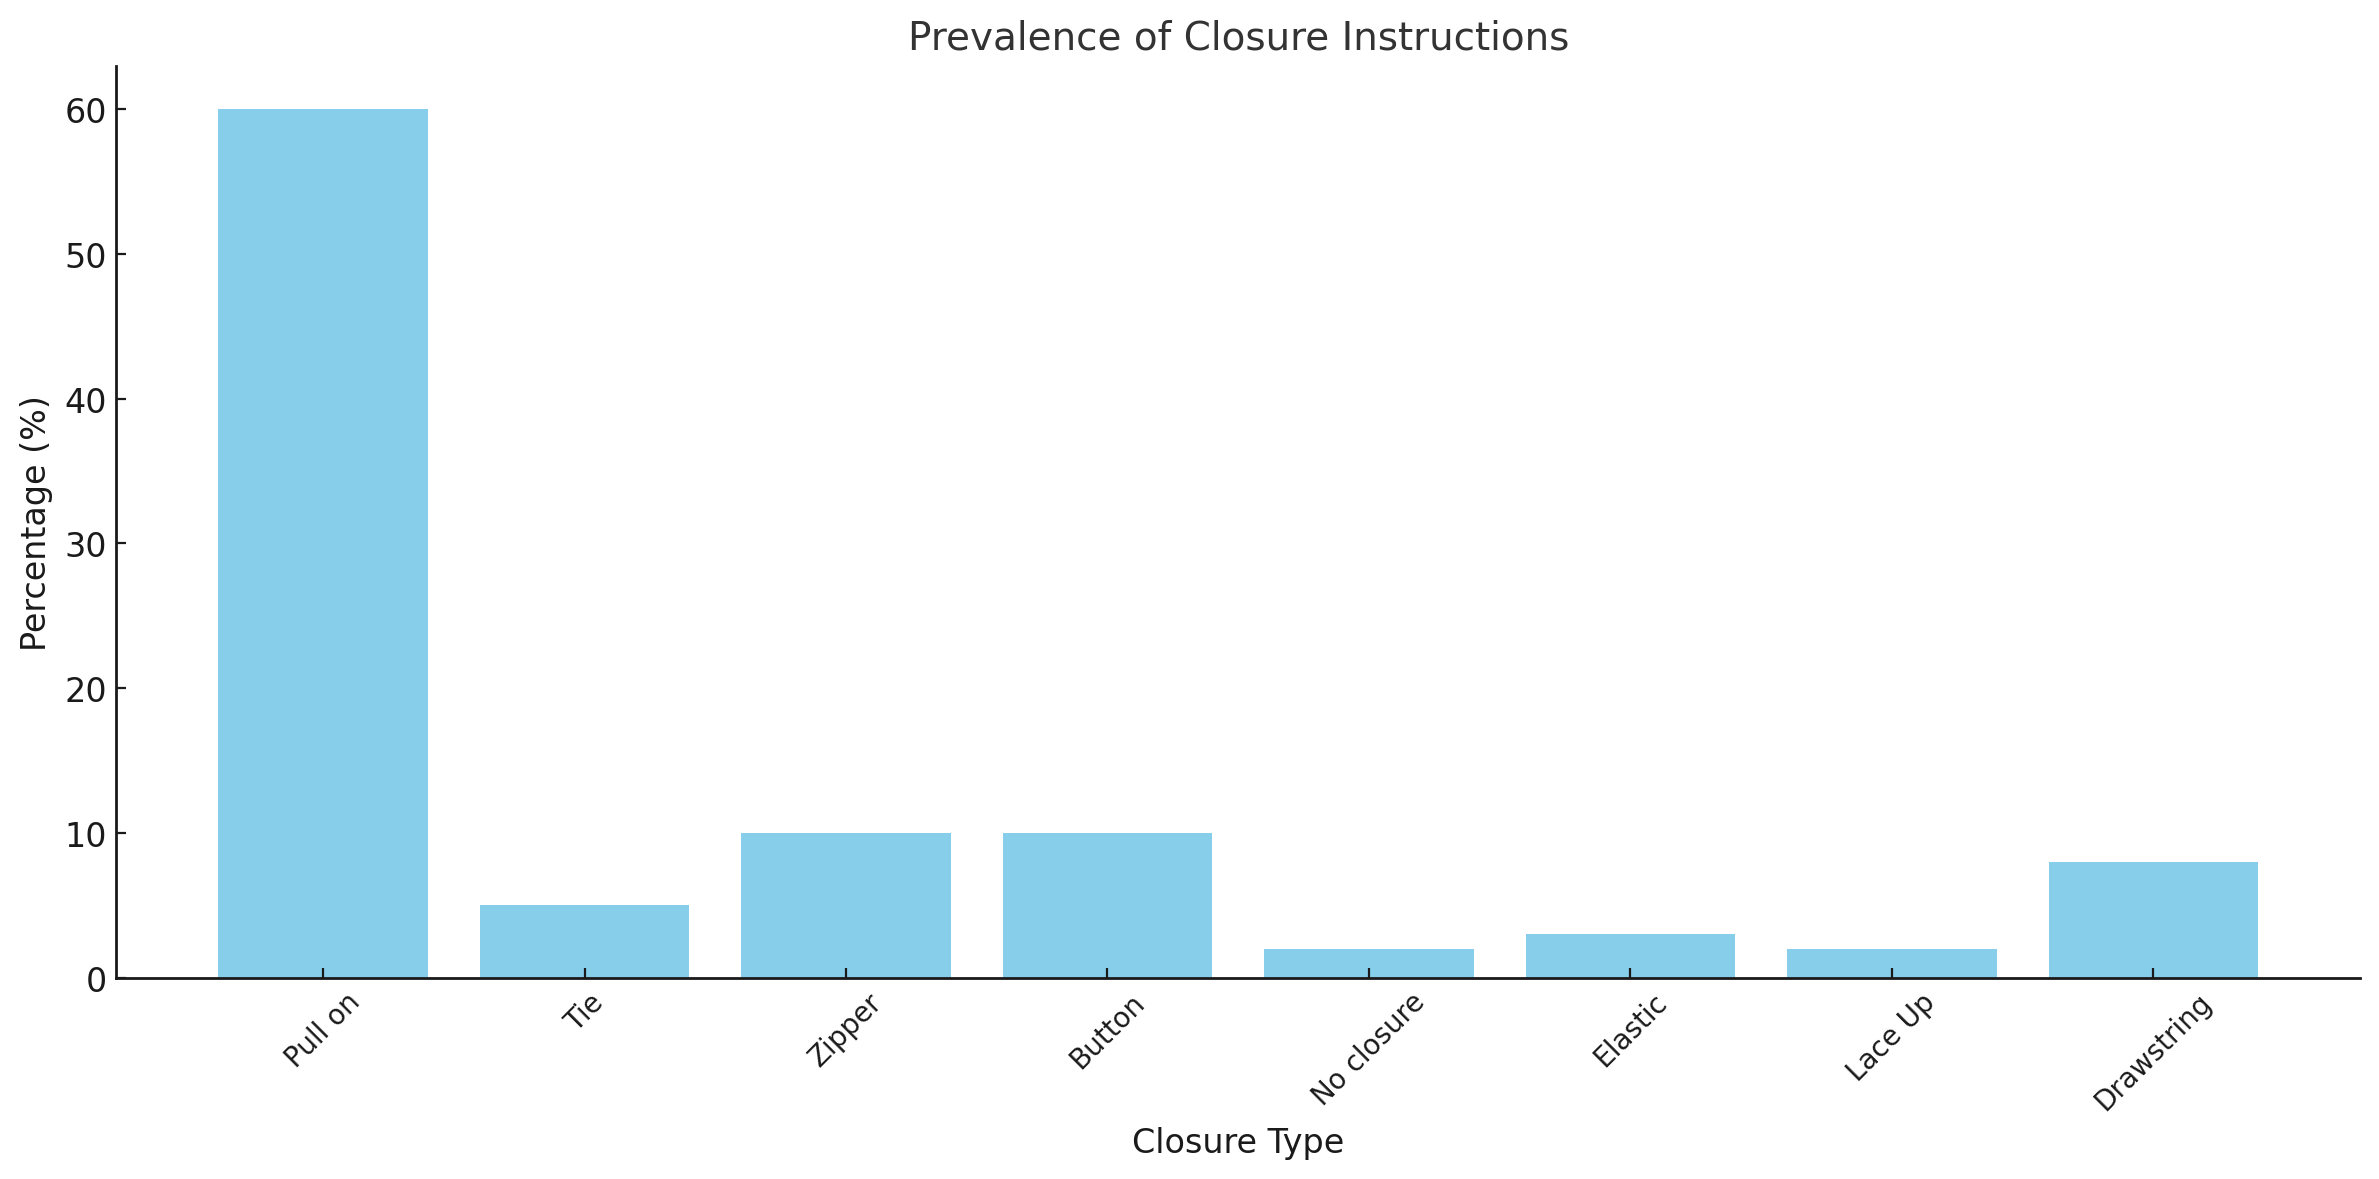 Prevalence of Closure Instructions
Percentage (%)
60
50
40
30
20
10
0
Pull on
Tie
Zipper
Button
No closure
Elastic
Lace Up
Drawstring
Closure Type